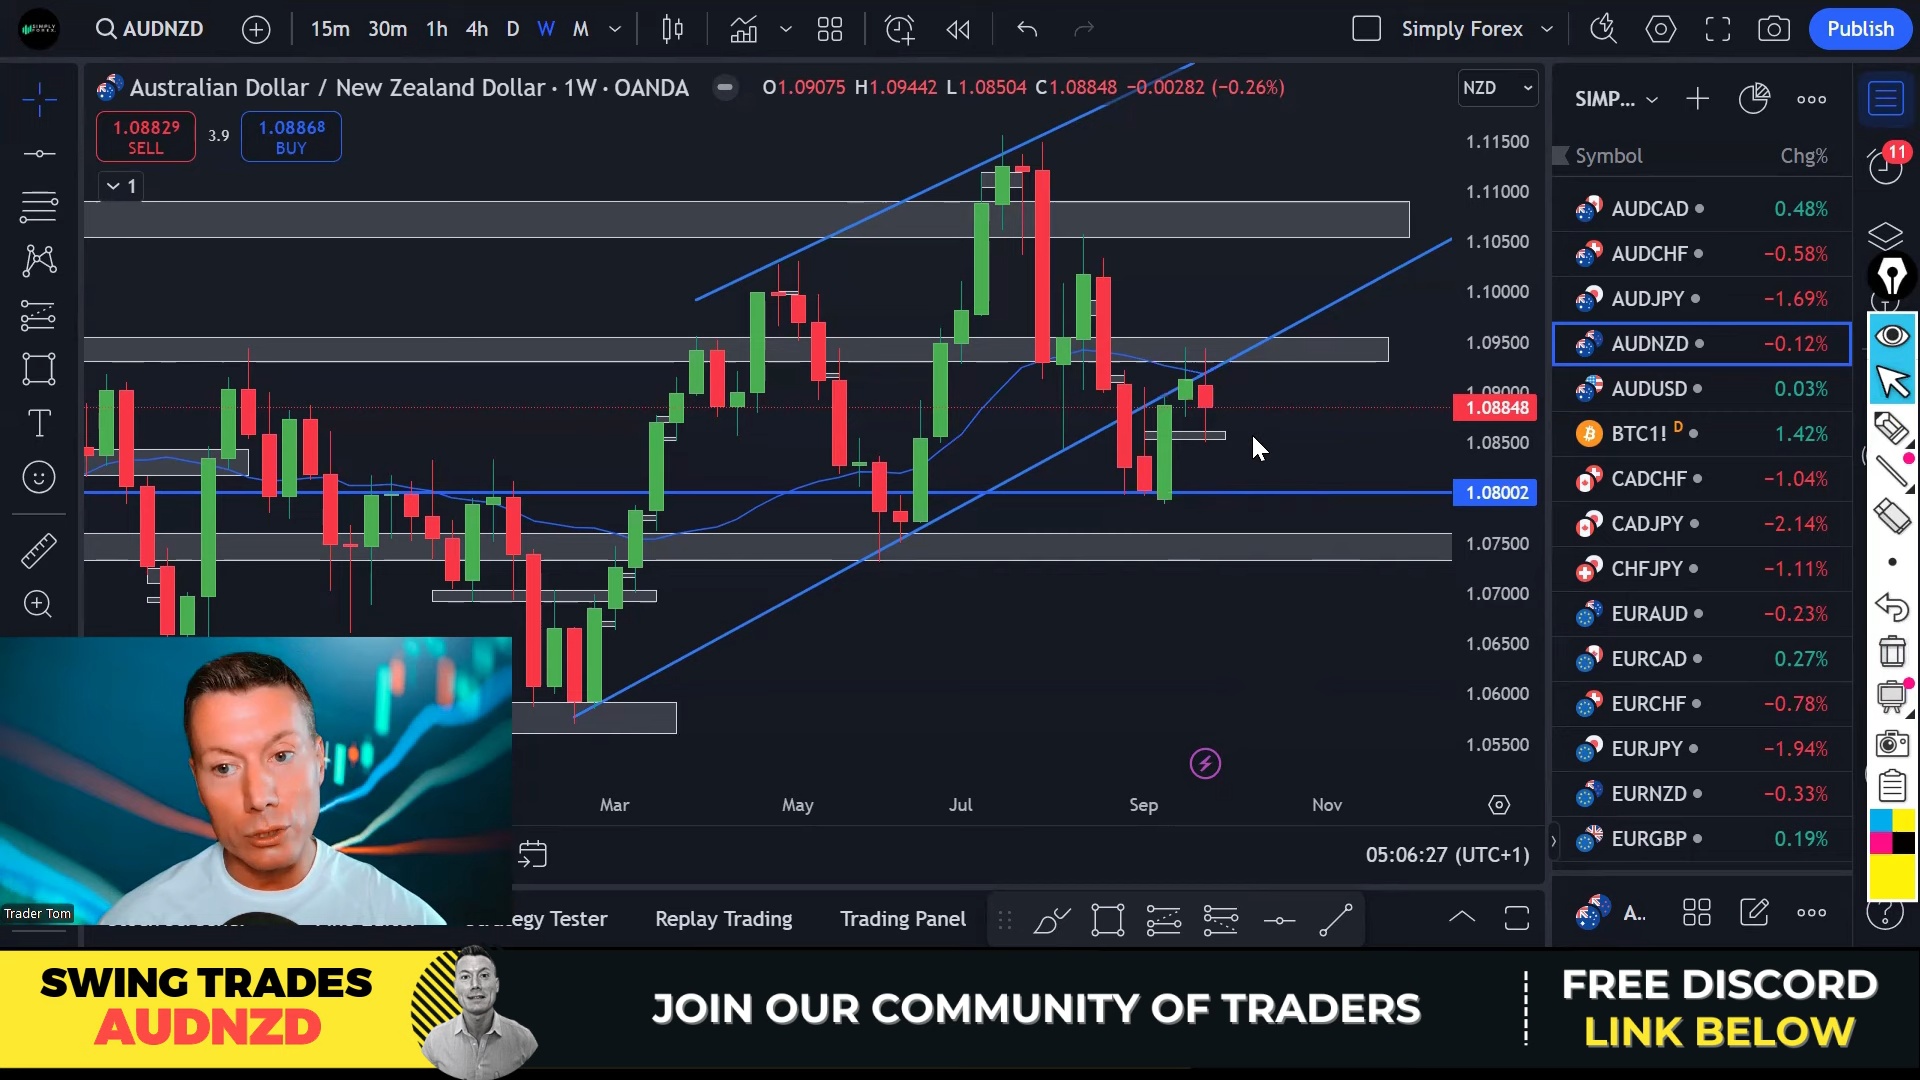 AUDNZD
15m 30m 1h 4h D W M
Simply Forex
Publish
Australian Dollar / New Zealand Dollar · 1W · OANDA
O1.09075 H1.09442 L1.08504 C1.08848 −0.00282 (−0.26%)
NZD
1.08829
SELL
3.9
1.08868
BUY
1
1.11500
1.11000
1.10500
1.10000
1.09500
1.09000
1.08848
1.08500
1.08002
1.07500
1.07000
1.06500
1.06000
1.05500
Mar May Jul Sep Nov
05:06:27 (UTC+1)
SIMP...
11
Symbol Chg%
AUDCAD 0.48%
AUDCHF −0.58%
AUDJPY −1.69%
AUDNZD −0.12%
AUDUSD 0.03%
BTC1! D 1.42%
CADCHF −1.04%
CADJPY −2.14%
CHFJPY −1.11%
EURAUD −0.23%
EURCAD 0.27%
EURCHF −0.78%
EURJPY −1.94%
EURNZD −0.33%
EURGBP 0.19%
A..
Trader Tom
Tester
Replay Trading
Trading Panel
SWING TRADES
AUDNZD
JOIN OUR COMMUNITY OF TRADERS
FREE DISCORD
LINK BELOW